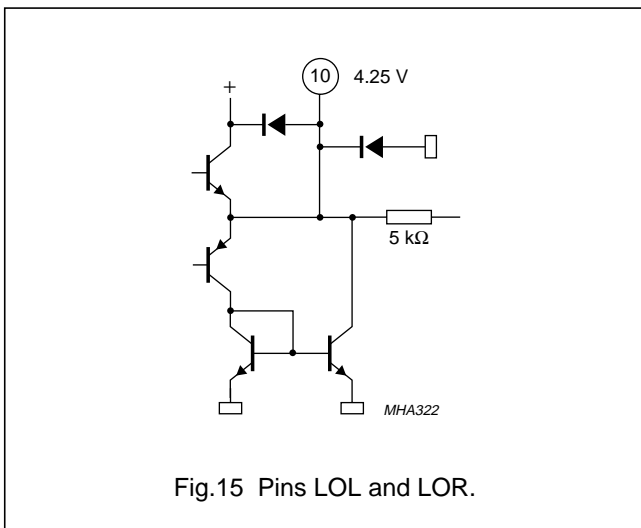 10 4.25 V
+
5 kΩ
MHA322
Fig.15 Pins LOL and LOR.